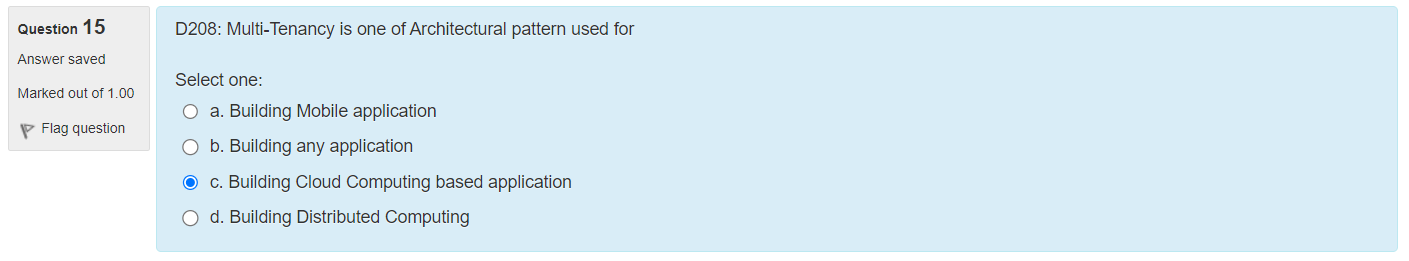 Question 15
Answer saved
Marked out of 1.00
Flag question
D208: Multi-Tenancy is one of Architectural pattern used for
Select one:
a. Building Mobile application
b. Building any application
c. Building Cloud Computing based application
d. Building Distributed Computing